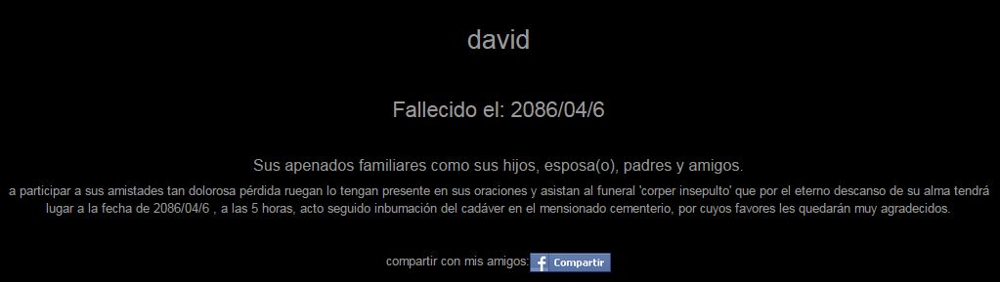 david
Fallecido el: 2086/04/6
Sus apenados familiares como sus hijos, esposa(o), padres y amigos.
a participar a sus amistades tan dolorosa pérdida ruegan lo tengan presente en sus oraciones y asistan al funeral 'corper insepulto' que por el eterno descanso de su alma tendrá
lugar a la fecha de 2086/04/6 , a las 5 horas, acto seguido inbumación del cadáver en el mensionado cementerio, por cuyos favores les quedarán muy agradecidos.
compartir con mis amigos: f Compartir